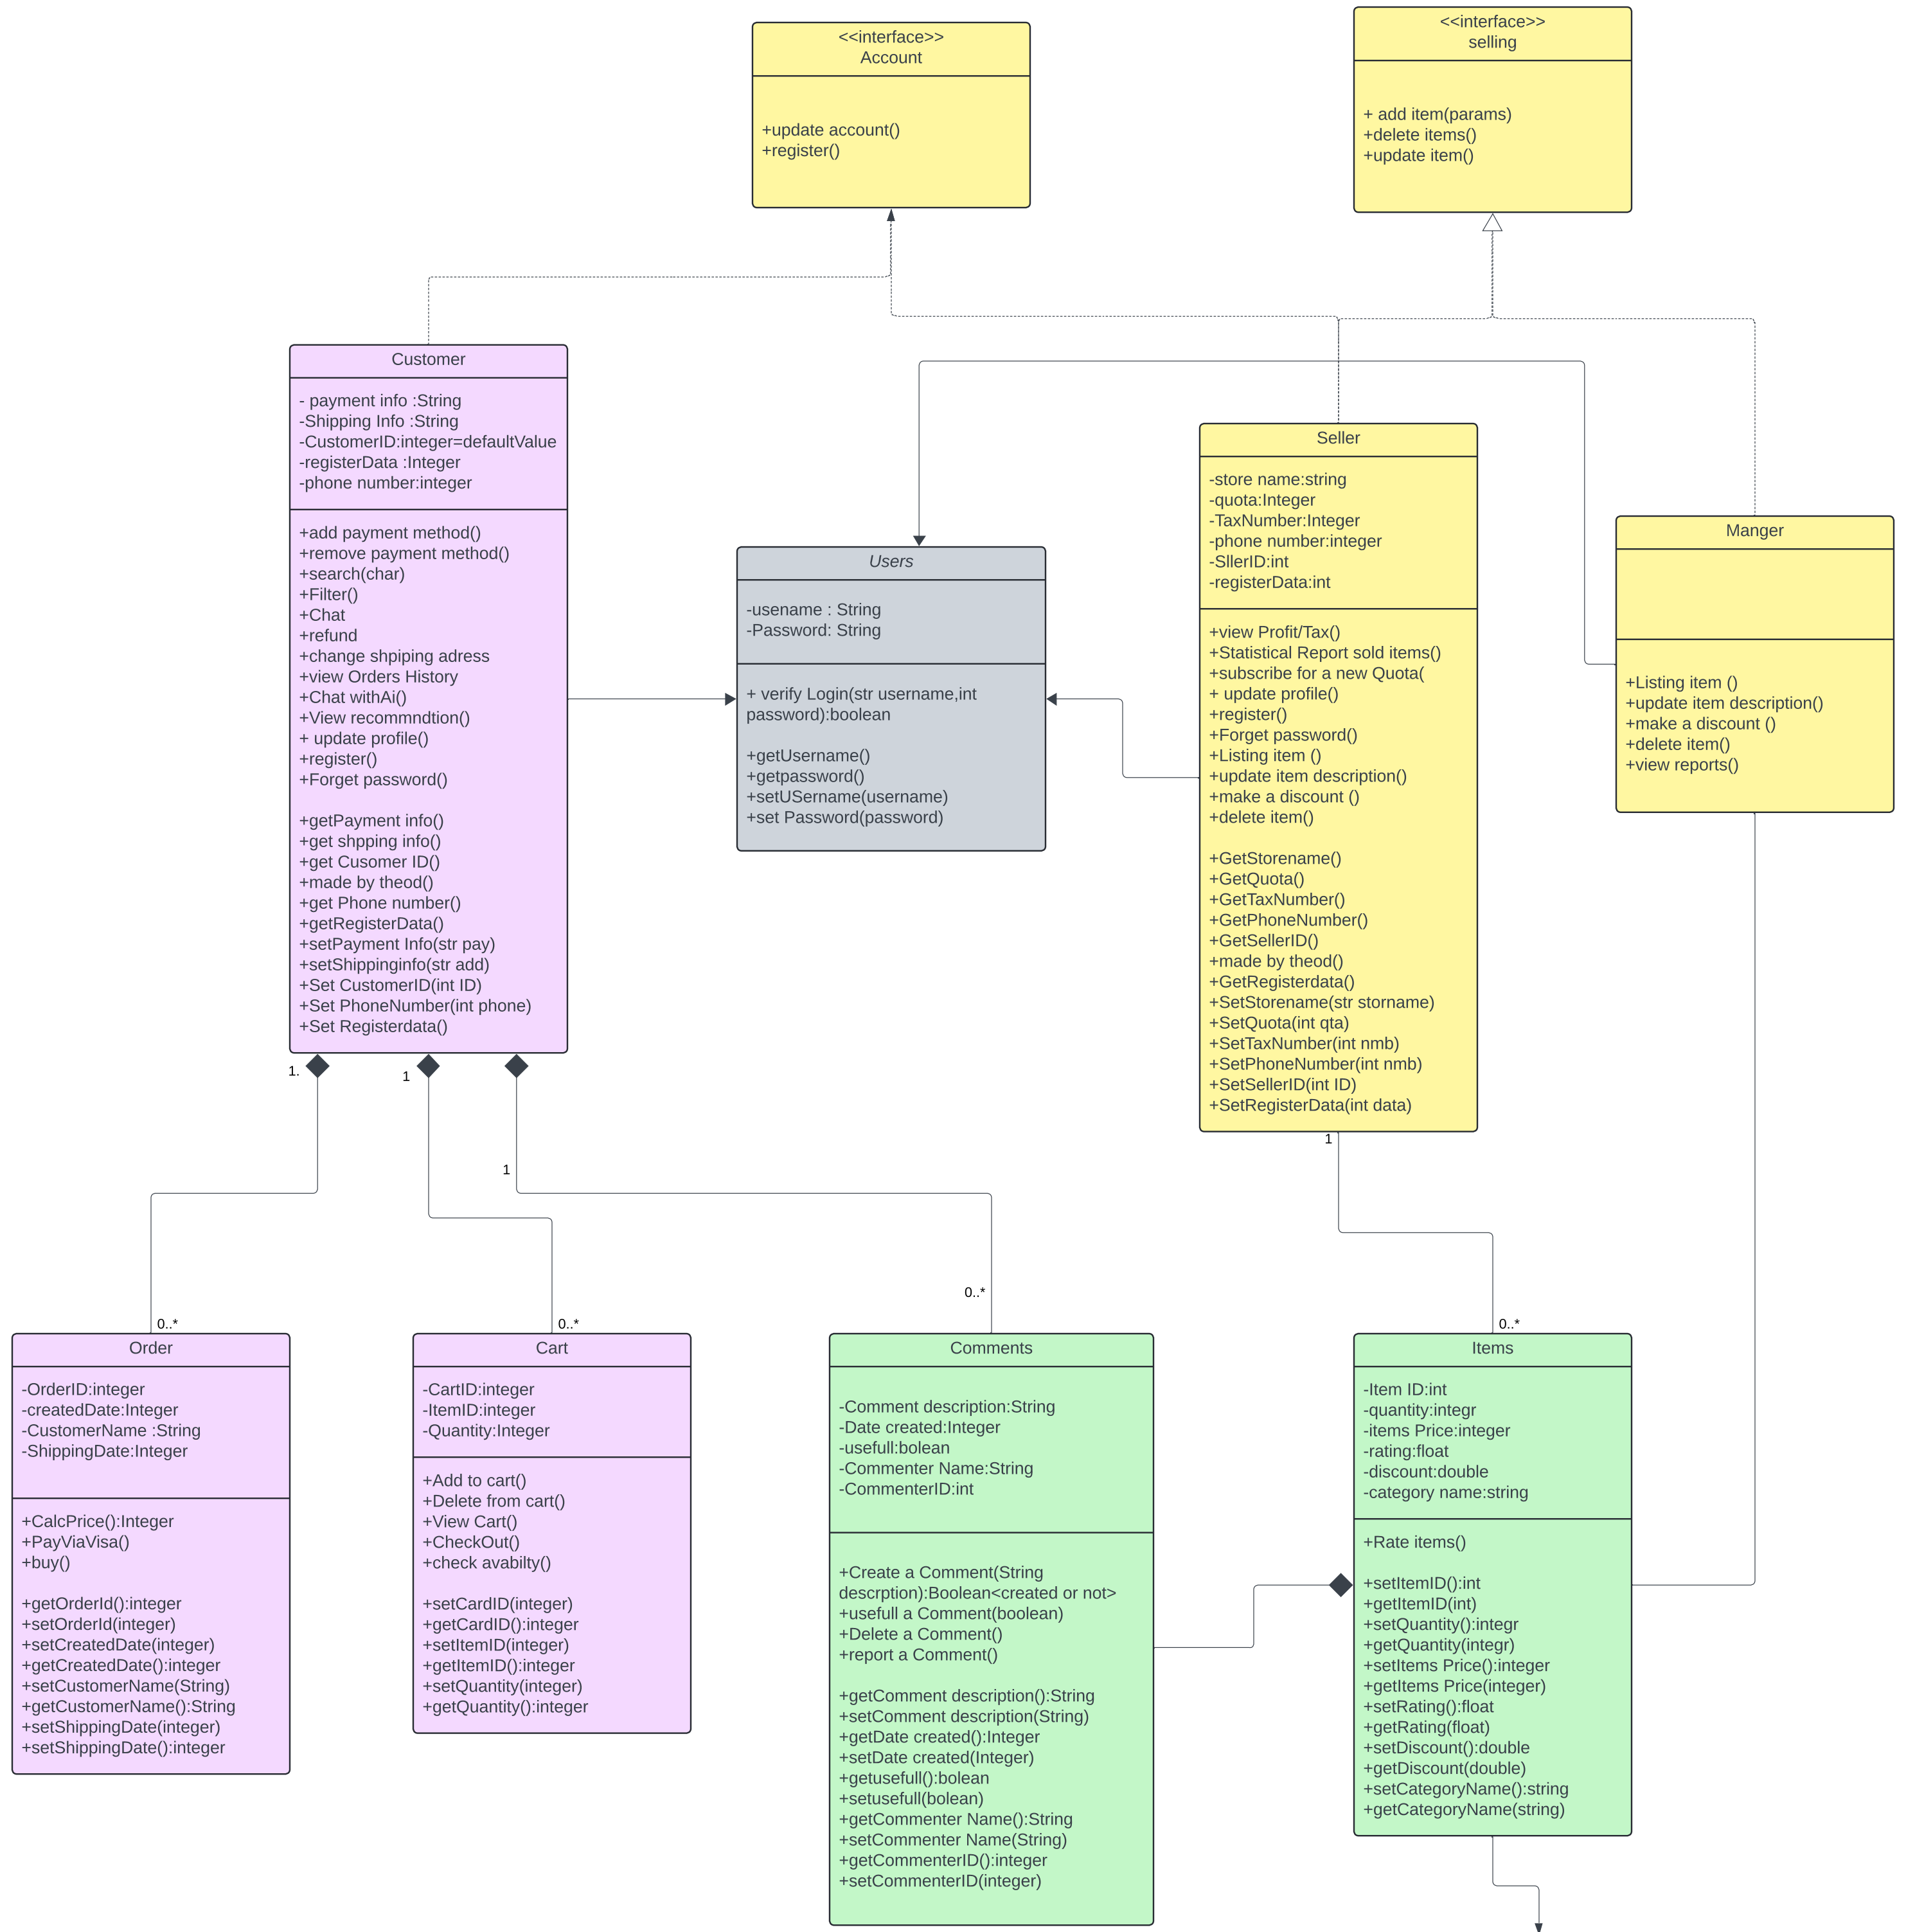 <<interface>>
Account
+update account()
+register()
<<interface>>
selling
+ add item(params)
+delete items()
+update item()
Customer
- payment info :String
-Shipping Info :String
-CustomerID:integer=defaultValue
-registerData :Integer
-phone number:integer
+add payment method()
+remove payment method()
+search(char)
+Filter()
+Chat
+refund
+change shpiping adress
+view Orders History
+Chat withAi()
+View recommndtion()
+ update profile()
+register()
+Forget password()
+getPayment info()
+get shpping info()
+get Cusomer ID()
+made by theod()
+get Phone number()
+getRegisterData()
+setPayment Info(str pay)
+setShippinginfo(str add)
+Set CustomerID(int ID)
+Set PhoneNumber(int phone)
+Set Registerdata()
Users
-usename : String
-Password: String
+ verify Login(str username,int
password):boolean
+getUsername()
+getpassword()
+setUSername(username)
+set Password(password)
Seller
-store name:string
-quota:Integer
-TaxNumber:Integer
-phone number:integer
-SllerID:int
-registerData:int
+view Profit/Tax()
+Statistical Report sold items()
+subscribe for a new Quota(
+ update profile()
+register()
+Forget password()
+Listing item ()
+update item description()
+make a discount ()
+delete item()
+GetStorename()
+GetQuota()
+GetTaxNumber()
+GetPhoneNumber()
+GetSellerID()
+made by theod()
+GetRegisterdata()
+SetStorename(str storname)
+SetQuota(int qta)
+SetTaxNumber(int nmb)
+SetPhoneNumber(int nmb)
+SetSellerID(int ID)
+SetRegisterData(int data)
Manger
+Listing item ()
+update item description()
+make a discount ()
+delete item()
+view reports()
1.
1
1
1
0..*
0..*
0..*
0..*
Order
-OrderID:integer
-createdDate:Integer
-CustomerName :String
-ShippingDate:Integer
+CalcPrice():Integer
+PayViaVisa()
+buy()
+getOrderId():integer
+setOrderId(integer)
+setCreatedDate(integer)
+getCreatedDate():integer
+setCustomerName(String)
+getCustomerName():String
+setShippingDate(integer)
+setShippingDate():integer
Cart
-CartID:integer
-ItemID:integer
-Quantity:Integer
+Add to cart()
+Delete from cart()
+View Cart()
+CheckOut()
+check avabilty()
+setCardID(integer)
+getCardID():integer
+setItemID(integer)
+getItemID():integer
+setQuantity(integer)
+getQuantity():integer
Comments
-Comment description:String
-Date created:Integer
-usefull:bolean
-Commenter Name:String
-CommenterID:int
+Create a Comment(String
descrption):Boolean<created or not>
+usefull a Comment(boolean)
+Delete a Comment()
+report a Comment()
+getComment description():String
+setComment description(String)
+getDate created():Integer
+setDate created(Integer)
+getusefull():bolean
+setusefull(bolean)
+getCommenter Name():String
+setCommenter Name(String)
+getCommenterID():integer
+setCommenterID(integer)
Items
-Item ID:int
-quantity:integr
-items Price:integer
-rating:float
-discount:double
-category name:string
+Rate items()
+setItemID():int
+getItemID(int)
+setQuantity():integr
+getQuantity(integr)
+setItems Price():integer
+getItems Price(integer)
+setRating():float
+getRating(float)
+setDiscount():double
+getDiscount(double)
+setCategoryName():string
+getCategoryName(string)